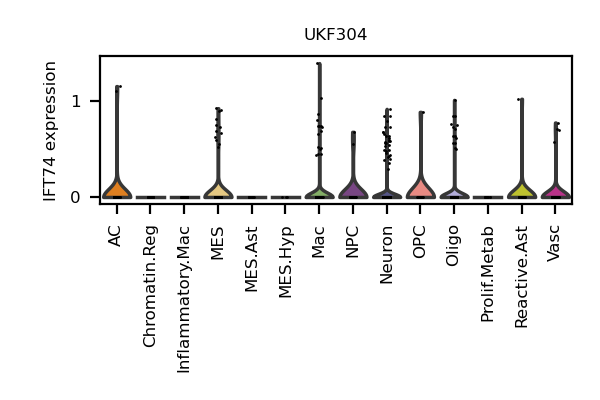 UKF304
IFT74 expression
1
0
AC
Chromatin.Reg
Inflammatory.Mac
MES
MES.Ast
MES.Hyp
Mac
NPC
Neuron
OPC
Oligo
Prolif.Metab
Reactive.Ast
Vasc